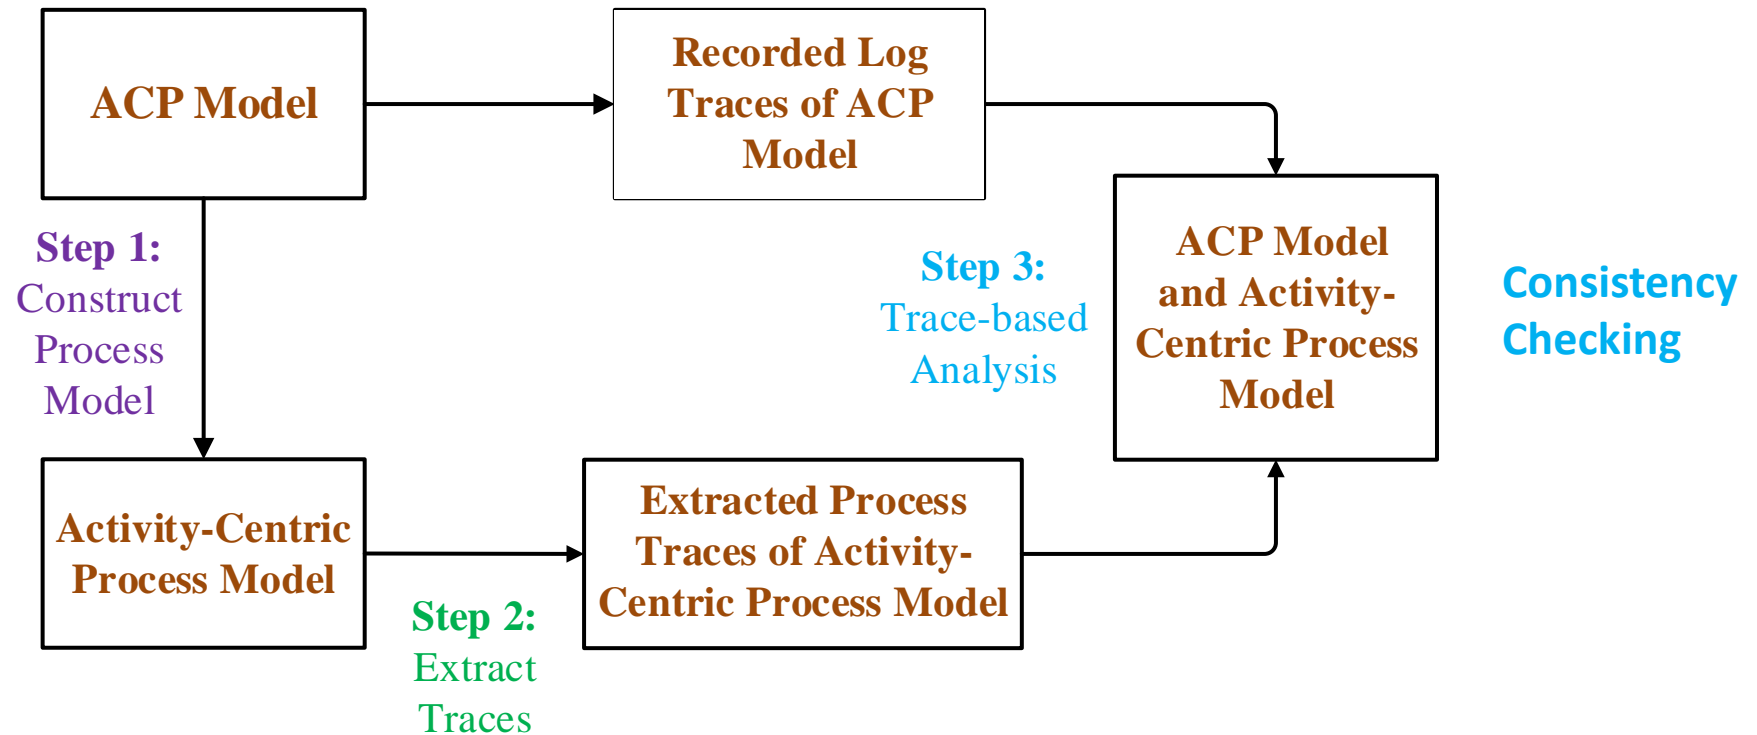 ACP Model
Recorded Log
Traces of ACP
Model
Step 1:
Construct
Process
Model
Step 3:
Trace-based
Analysis
ACP Model
and Activity-
Centric Process
Model
Consistency
Checking
Activity-Centric
Process Model
Step 2:
Extract
Traces
Extracted Process
Traces of Activity-
Centric Process Model